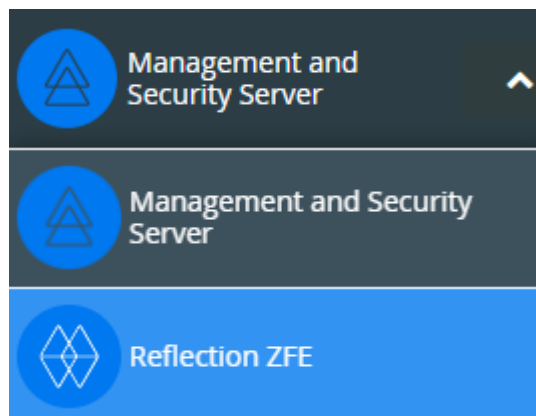 Management and
Security Server
Management and Security
Server
Reflection ZFE